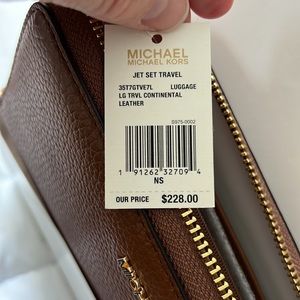 MICHAEL
MICHAEL KORS
JET SET TRAVEL
35T7GTVE7L LUGGAGE
LG TRVL CONTINENTAL
LEATHER
S975-0002
1 91262 32709 4
NS
OUR PRICE $228.00